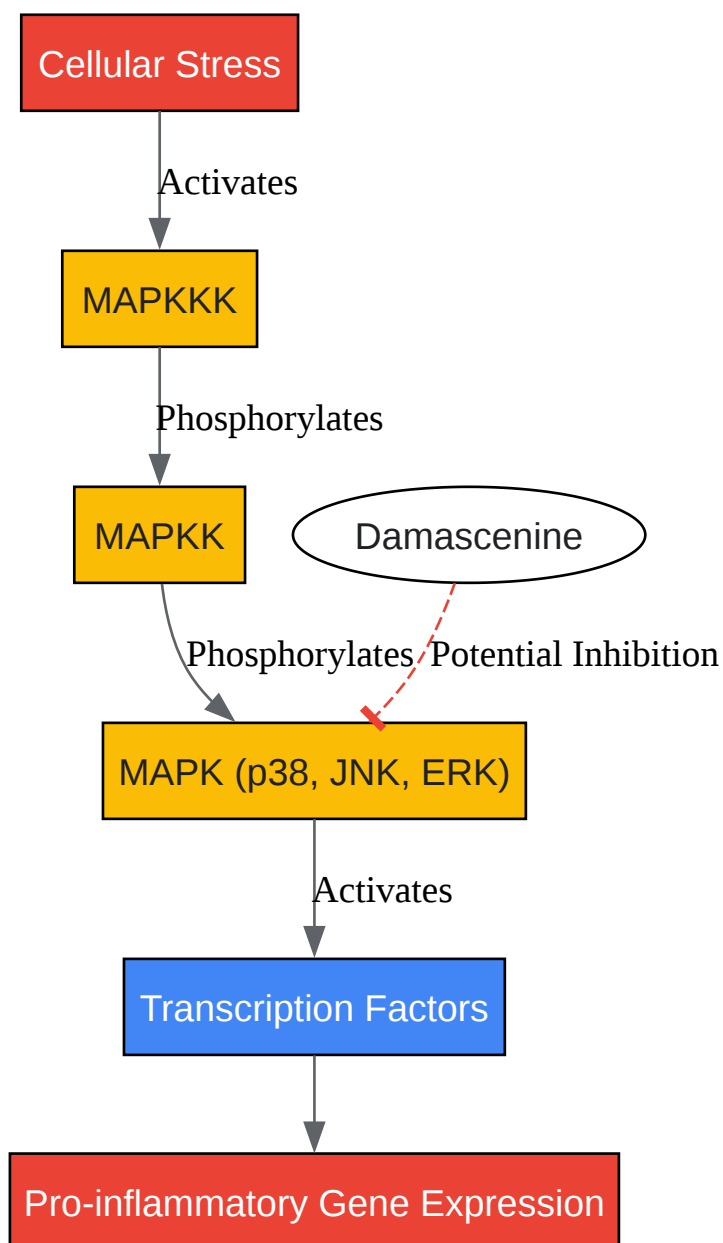 Cellular Stress
Activates
MAPKKK
Phosphorylates
MAPKK
Damascenine
Phosphorylates
Potential Inhibition
MAPK (p38, JNK, ERK)
Activates
Transcription Factors
Pro-inflammatory Gene Expression